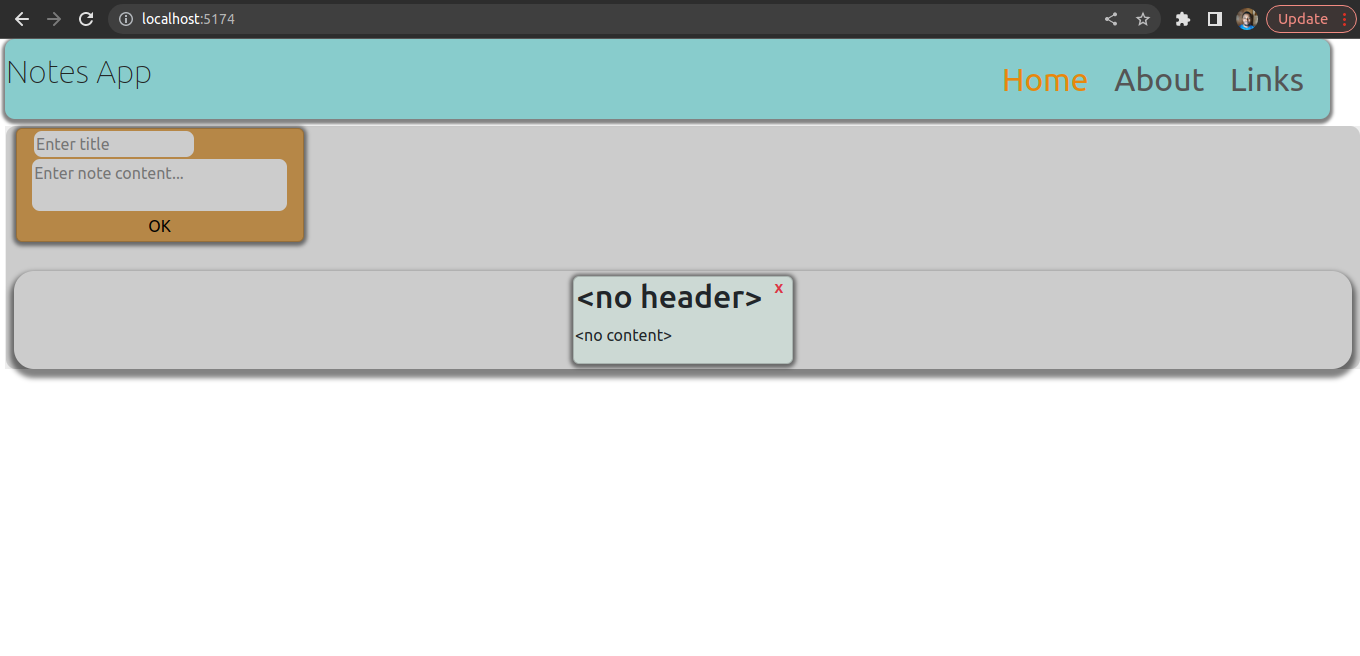 localhost:5174
Update
Notes App
Home About Links
Enter title
Enter note content...
OK
<no header> x
<no content>